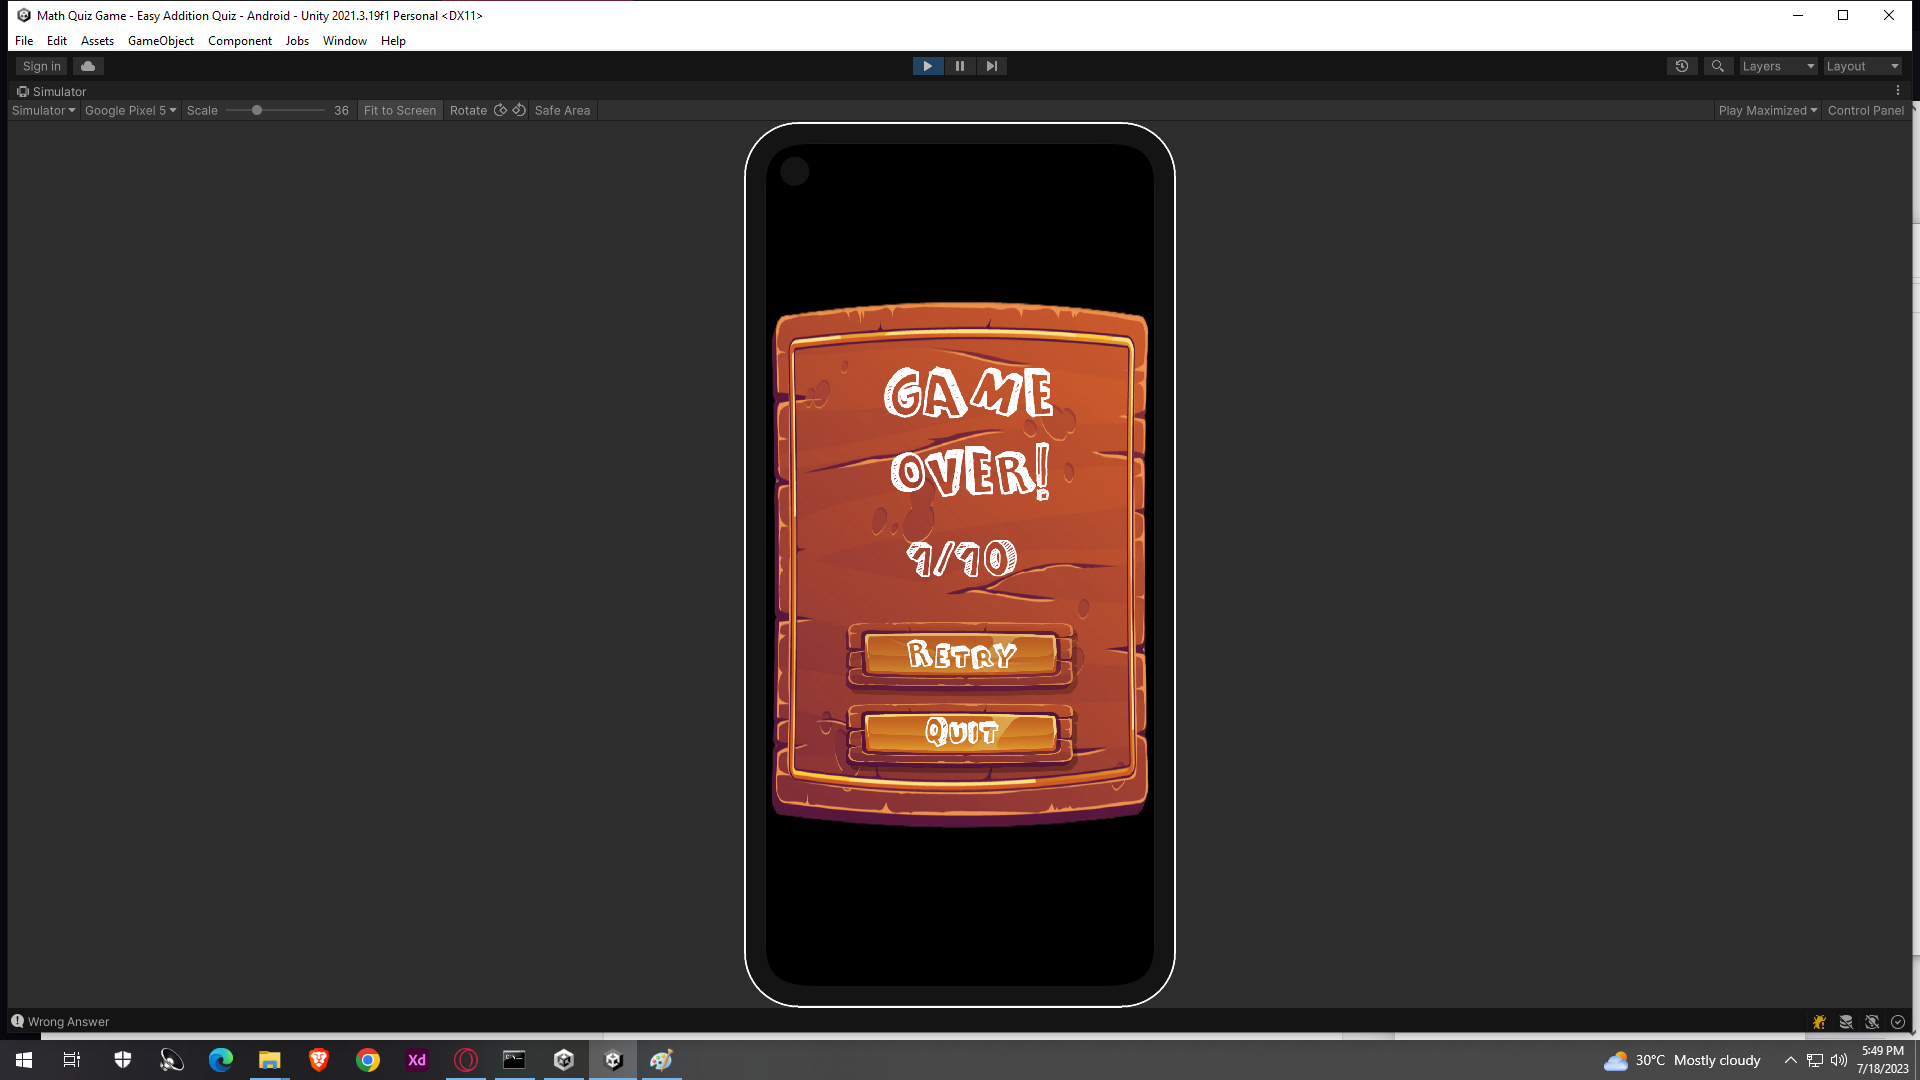 Math Quiz Game - Easy Addition Quiz - Android - Unity 2021.3.19f1 Personal <DX11>
File Edit Assets GameObject Component Jobs Window Help
Sign in Layers Layout
Simulator
Simulator Google Pixel 5 Scale 36 Fit to Screen Rotate Safe Area Play Maximized Control Panel
GAME
OVER!
1/10
RETRY
QUIT
Wrong Answer
Xd
30°C Mostly cloudy
5:49 PM
7/18/2023